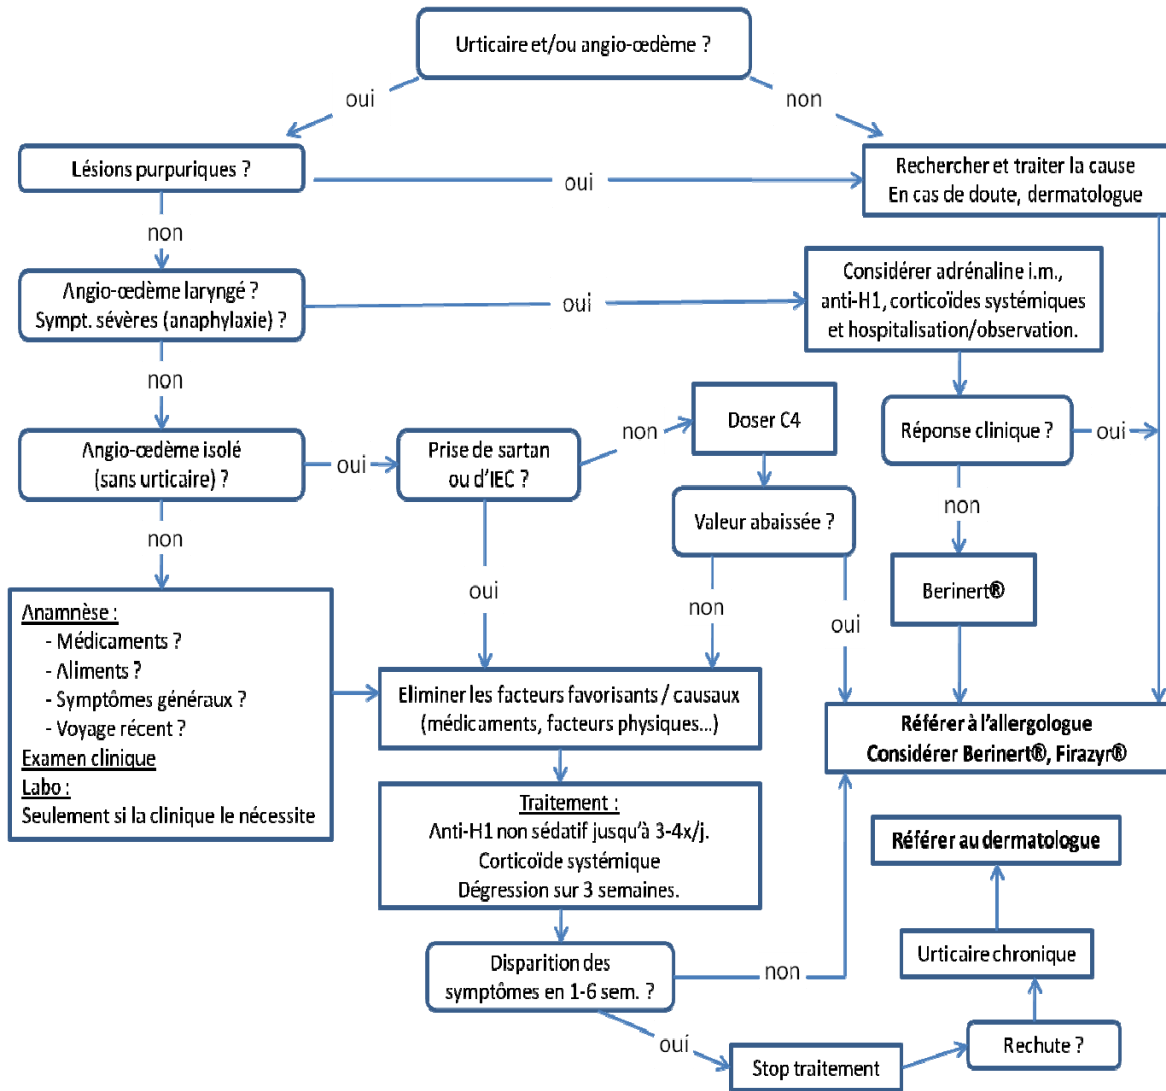 Urticaire et/ou angio-œdème ?
oui
non
Lésions purpuriques ?
oui
Rechercher et traiter la cause
En cas de doute, dermatologue
non
Angio-œdème laryngé ?
Sympt. sévères (anaphylaxie) ?
oui
Considérer adrénaline i.m.,
anti-H1, corticoïdes systémiques
et hospitalisation/observation.
non
Angio-œdème isolé
(sans urticaire) ?
oui
Prise de sartan
ou d'IEC ?
non
Doser C4
Réponse clinique ?
oui
Valeur abaissée ?
non
non
oui
non
oui
Berinert®
Anamnèse :
- Médicaments ?
- Aliments ?
- Symptômes généraux ?
- Voyage récent ?
Examen clinique
Labo :
Seulement si la clinique le nécessite
Eliminer les facteurs favorisants / causaux
(médicaments, facteurs physiques...)
Référer à l'allergologue
Considérer Berinert®, Firazyr®
Traitement :
Anti-H1 non sédatif jusqu'à 3-4x/j.
Corticoïde systémique
Dégression sur 3 semaines.
Référer au dermatologue
Disparition des
symptômes en 1-6 sem. ?
non
Urticaire chronique
oui
Stop traitement
Rechute ?